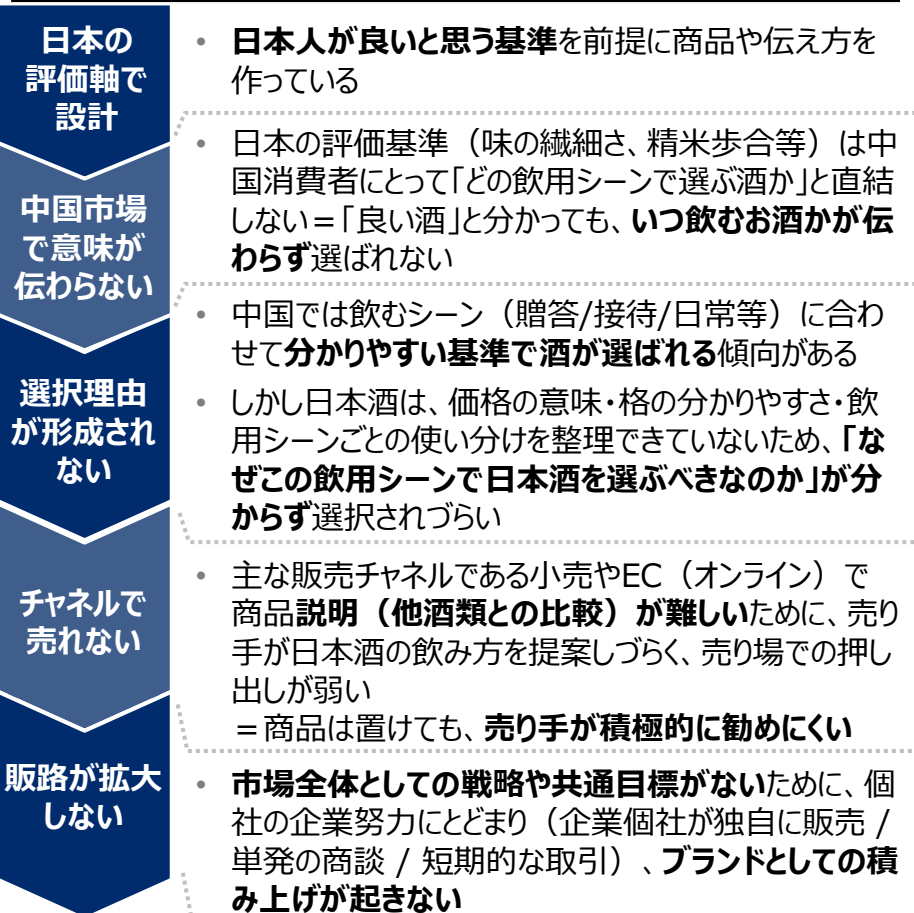 日本の
評価軸で
設計
• 日本人が良いと思う基準を前提に商品や伝え方を
作っている
中国市場
で意味が
伝わらない
• 日本の評価基準（味の繊細さ、精米歩合等）は中
国消費者にとって「どの飲用シーンで選ぶ酒か」と直結
しない＝「良い酒」と分かっても、いつ飲むお酒かが伝
わらず選ばれない
選択理由
が形成され
ない
• 中国では飲むシーン（贈答/接待/日常等）に合わ
せて分かりやすい基準で酒が選ばれる傾向がある
• しかし日本酒は、価格の意味・格の分かりやすさ・飲
用シーンごとの使い分けを整理できていないため、「な
ぜこの飲用シーンで日本酒を選ぶべきなのか」が分
からず選択されづらい
チャネルで
売れない
• 主な販売チャネルである小売やEC（オンライン）で
商品説明（他酒類との比較）が難しいために、売り
手が日本酒の飲み方を提案しづらく、売り場での押し
出しが弱い
＝商品は置けても、売り手が積極的に勧めにくい
販路が拡大
しない
• 市場全体としての戦略や共通目標がないために、個
社の企業努力にとどまり（企業個社が独自に販売 /
単発の商談 / 短期的な取引）、ブランドとしての積
み上げが起きない